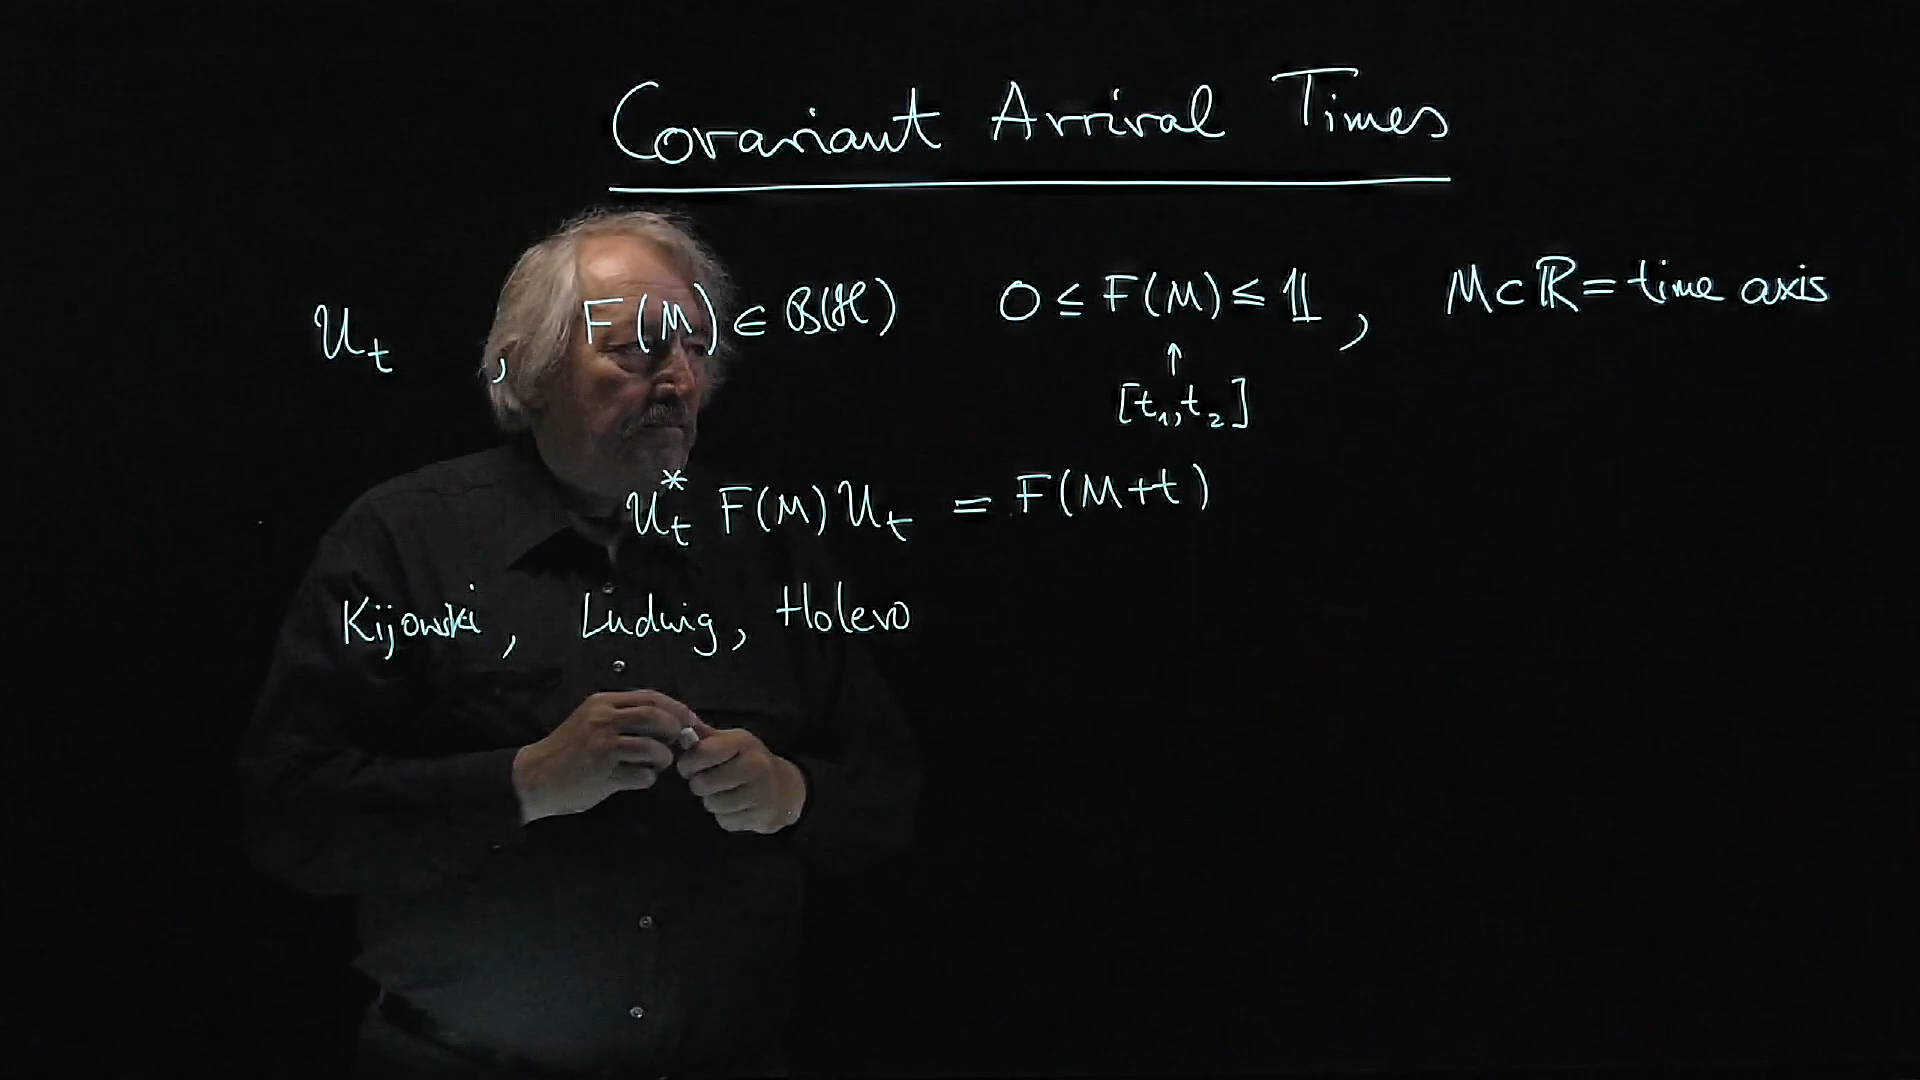 Covariant Arrival Times
𝒰_t , F(M) ∈ ℬ(ℋ) 0 ≤ F(M) ≤ 𝟙 , M ⊂ ℝ = time axis
↑
[t₁, t₂]
𝒰_t^* F(M) 𝒰_t = F(M+t)
Kijowski, Ludwig, Holevo